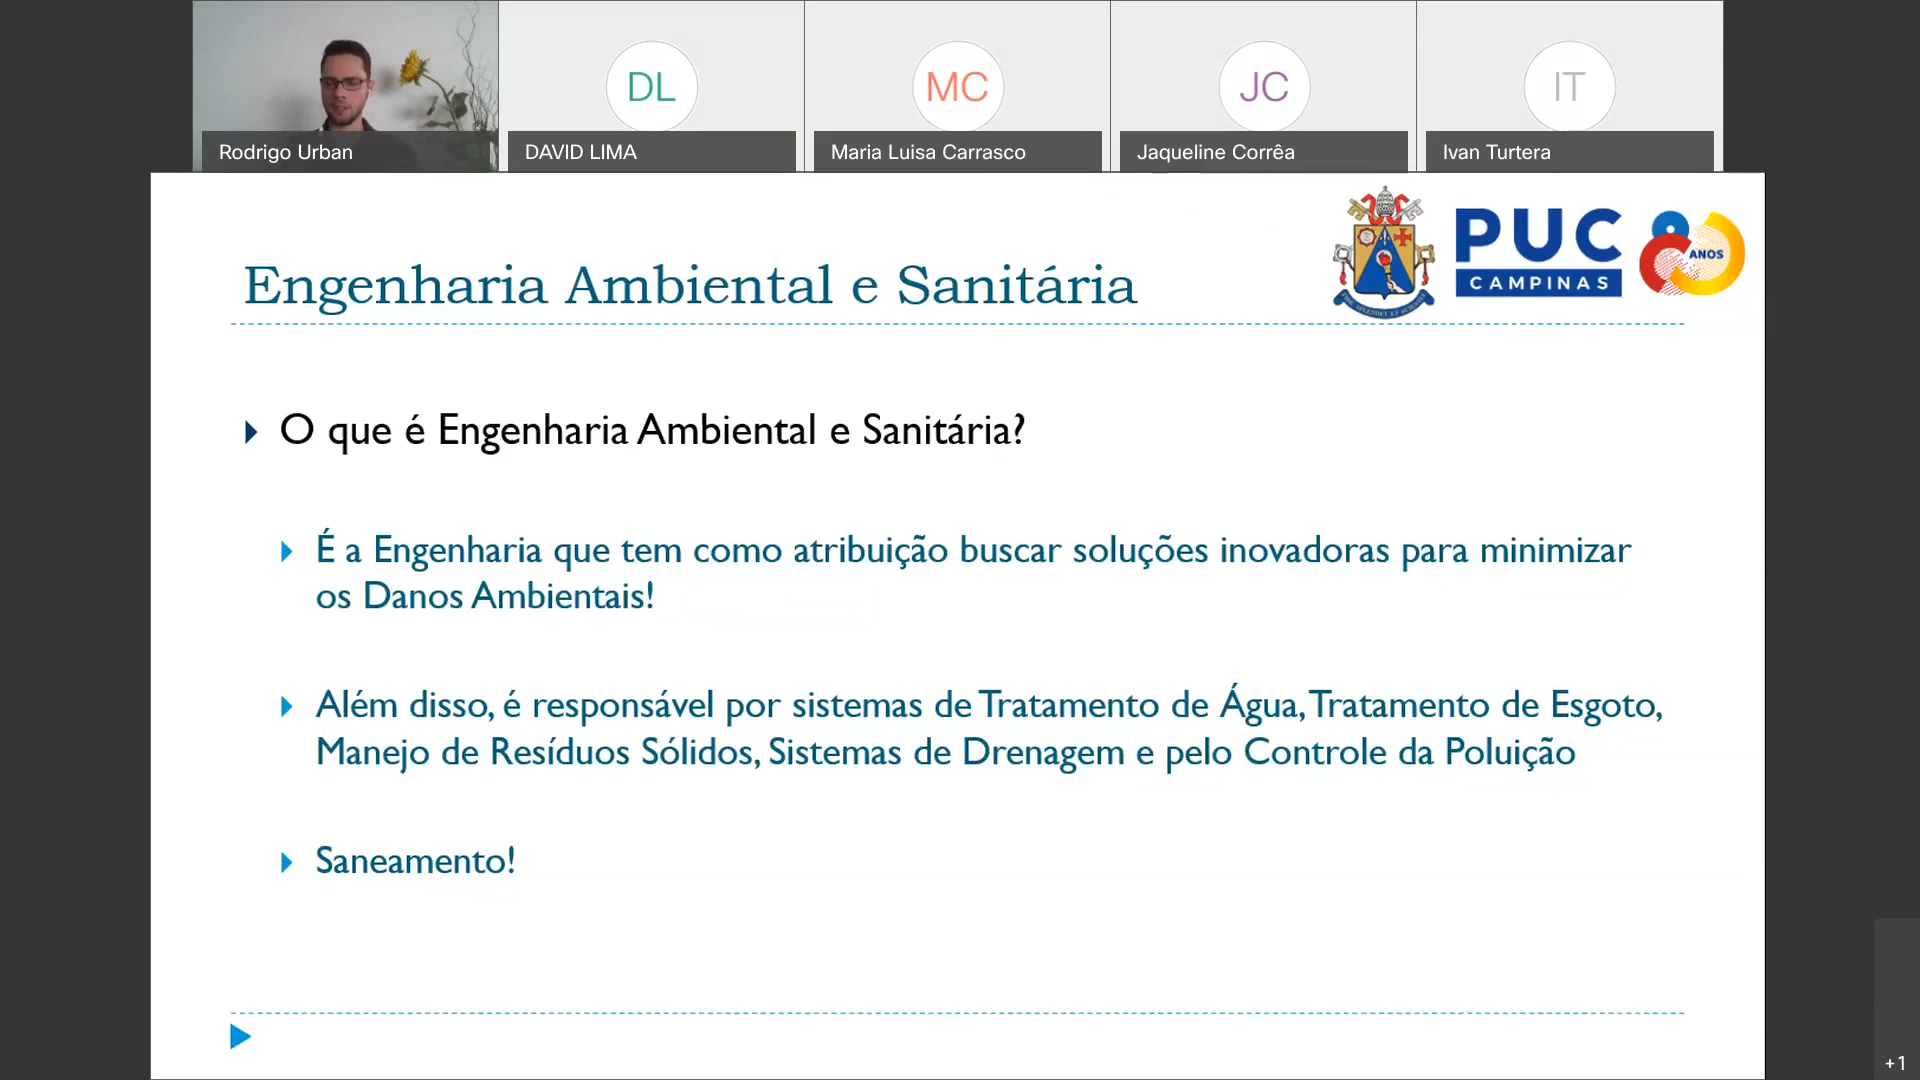 DL
MC
JC
IT
Rodrigo Urban
DAVID LIMA
Maria Luisa Carrasco
Jaqueline Corrêa
Ivan Turtera
PUC
CAMPINAS
80
ANOS
Engenharia Ambiental e Sanitária
O que é Engenharia Ambiental e Sanitária?
É a Engenharia que tem como atribuição buscar soluções inovadoras para minimizar
os Danos Ambientais!
Além disso, é responsável por sistemas de Tratamento de Água, Tratamento de Esgoto,
Manejo de Resíduos Sólidos, Sistemas de Drenagem e pelo Controle da Poluição
Saneamento!
+1